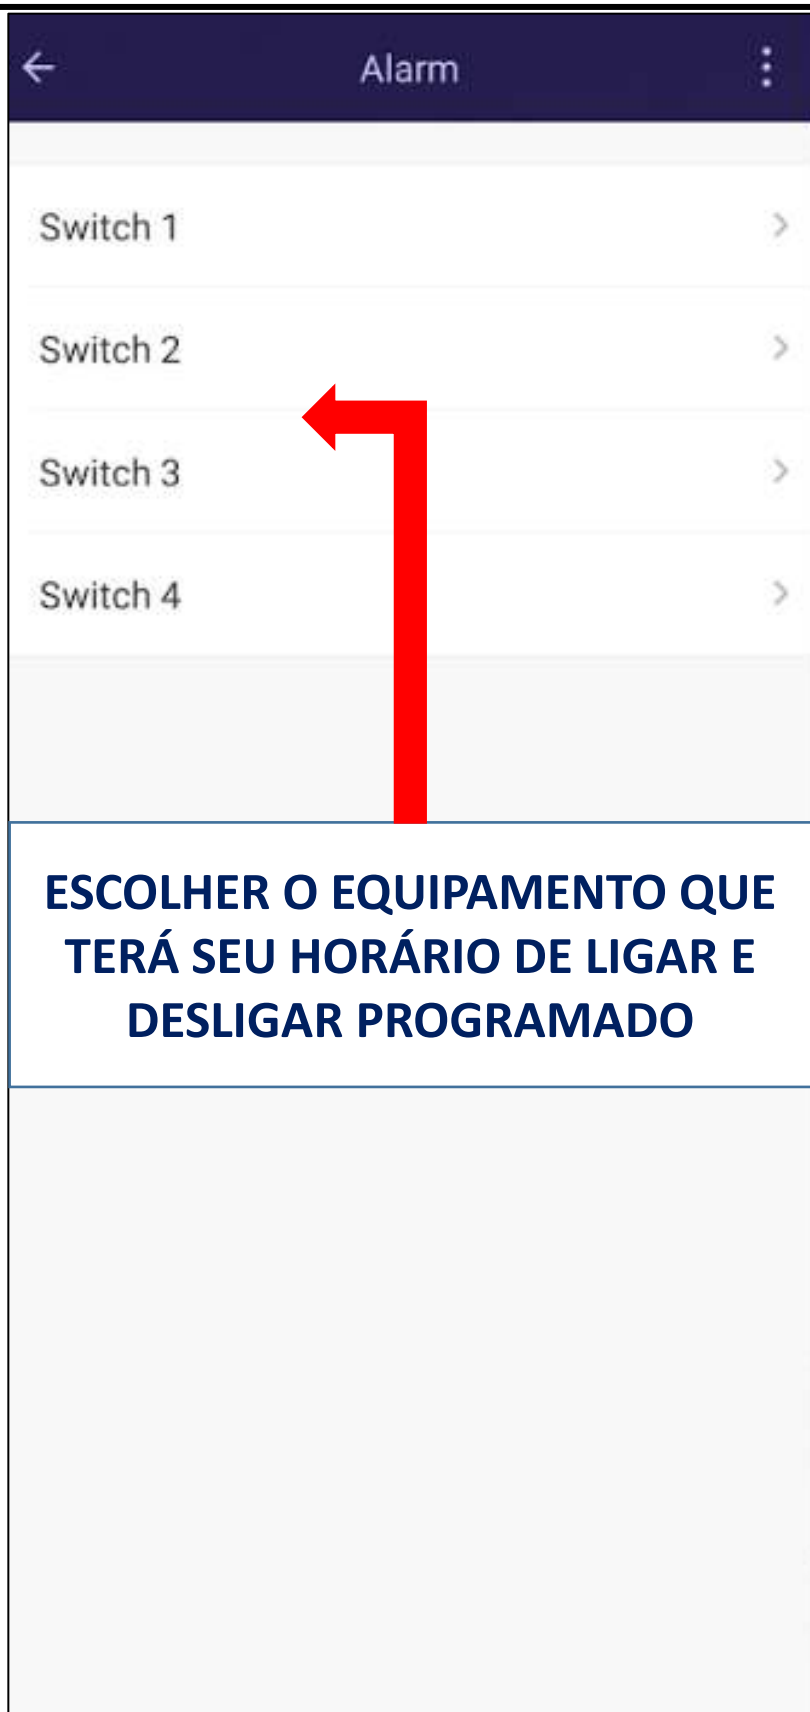 Alarm
Switch 1
Switch 2
Switch 3
Switch 4
ESCOLHER O EQUIPAMENTO QUE
TERÁ SEU HORÁRIO DE LIGAR E
DESLIGAR PROGRAMADO